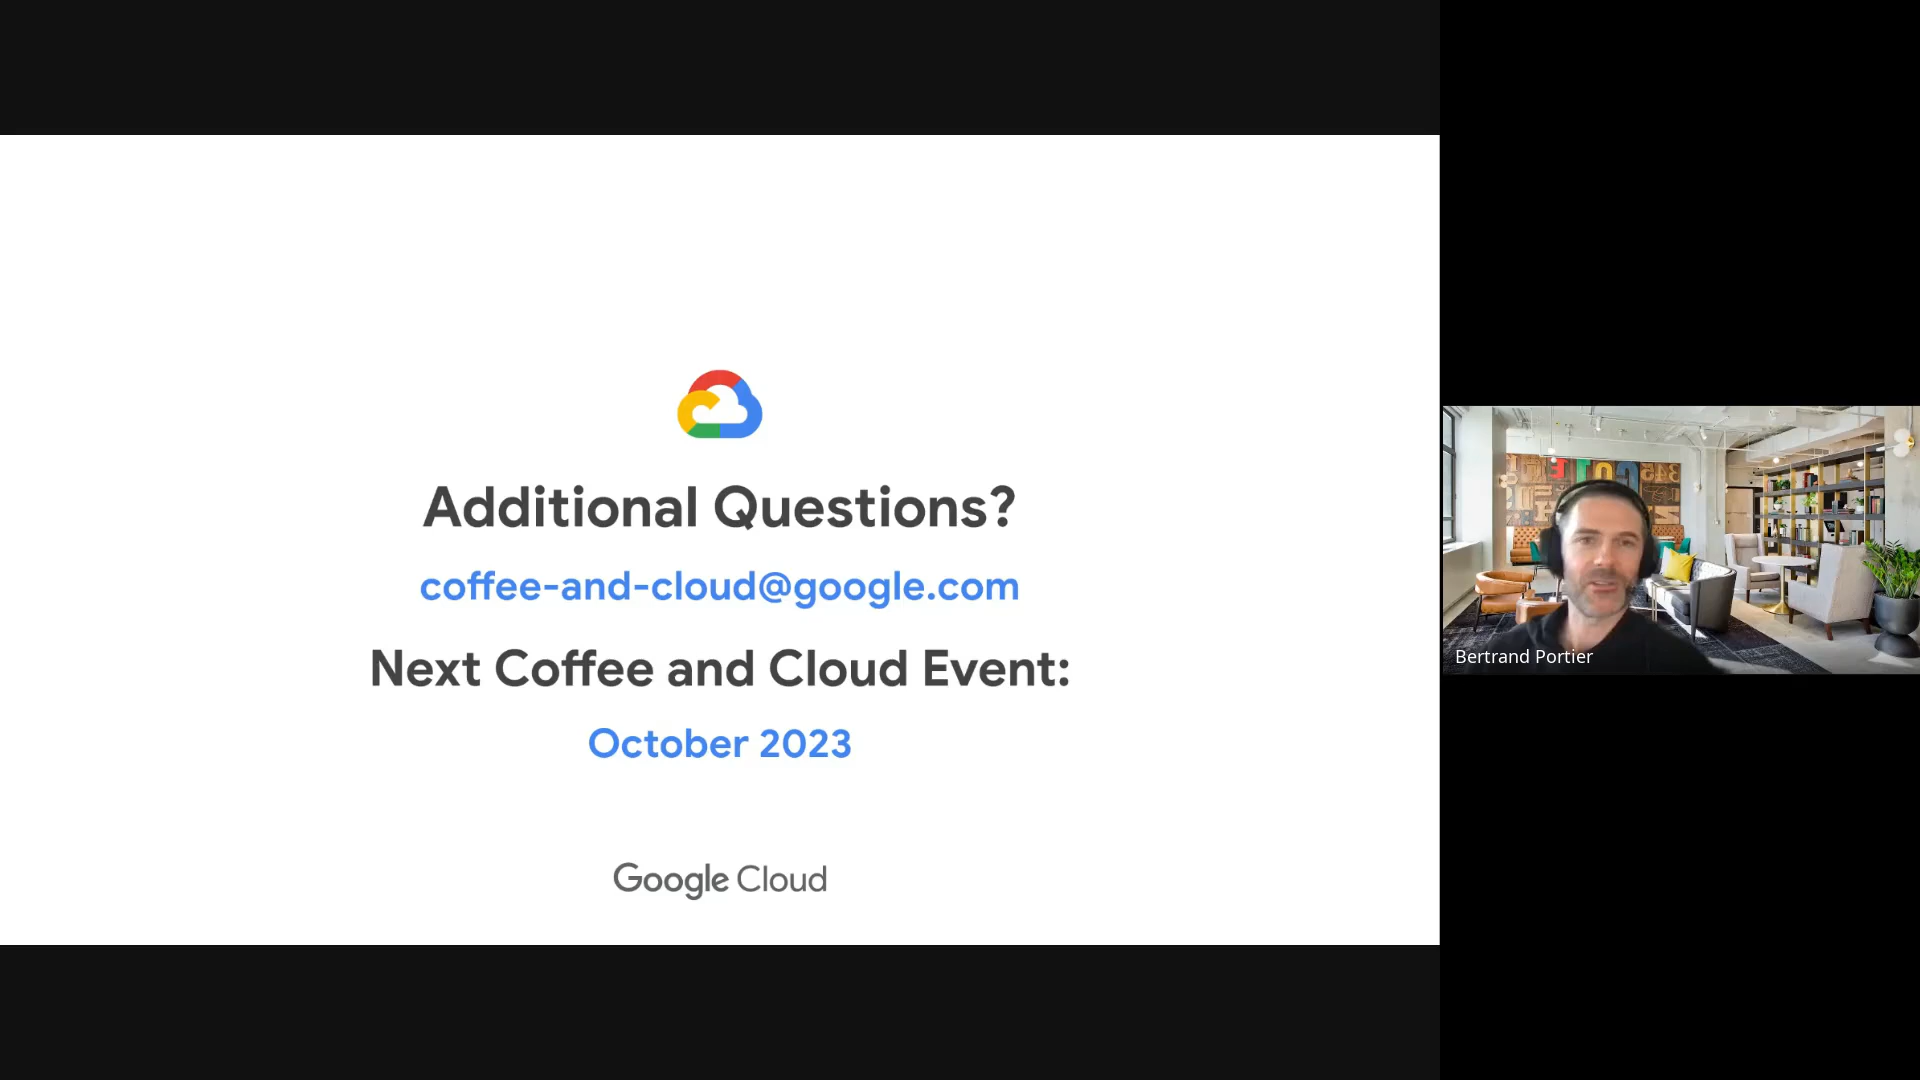 Additional Questions?
coffee-and-cloud@google.com
Next Coffee and Cloud Event:
October 2023
Google Cloud
Bertrand Portier